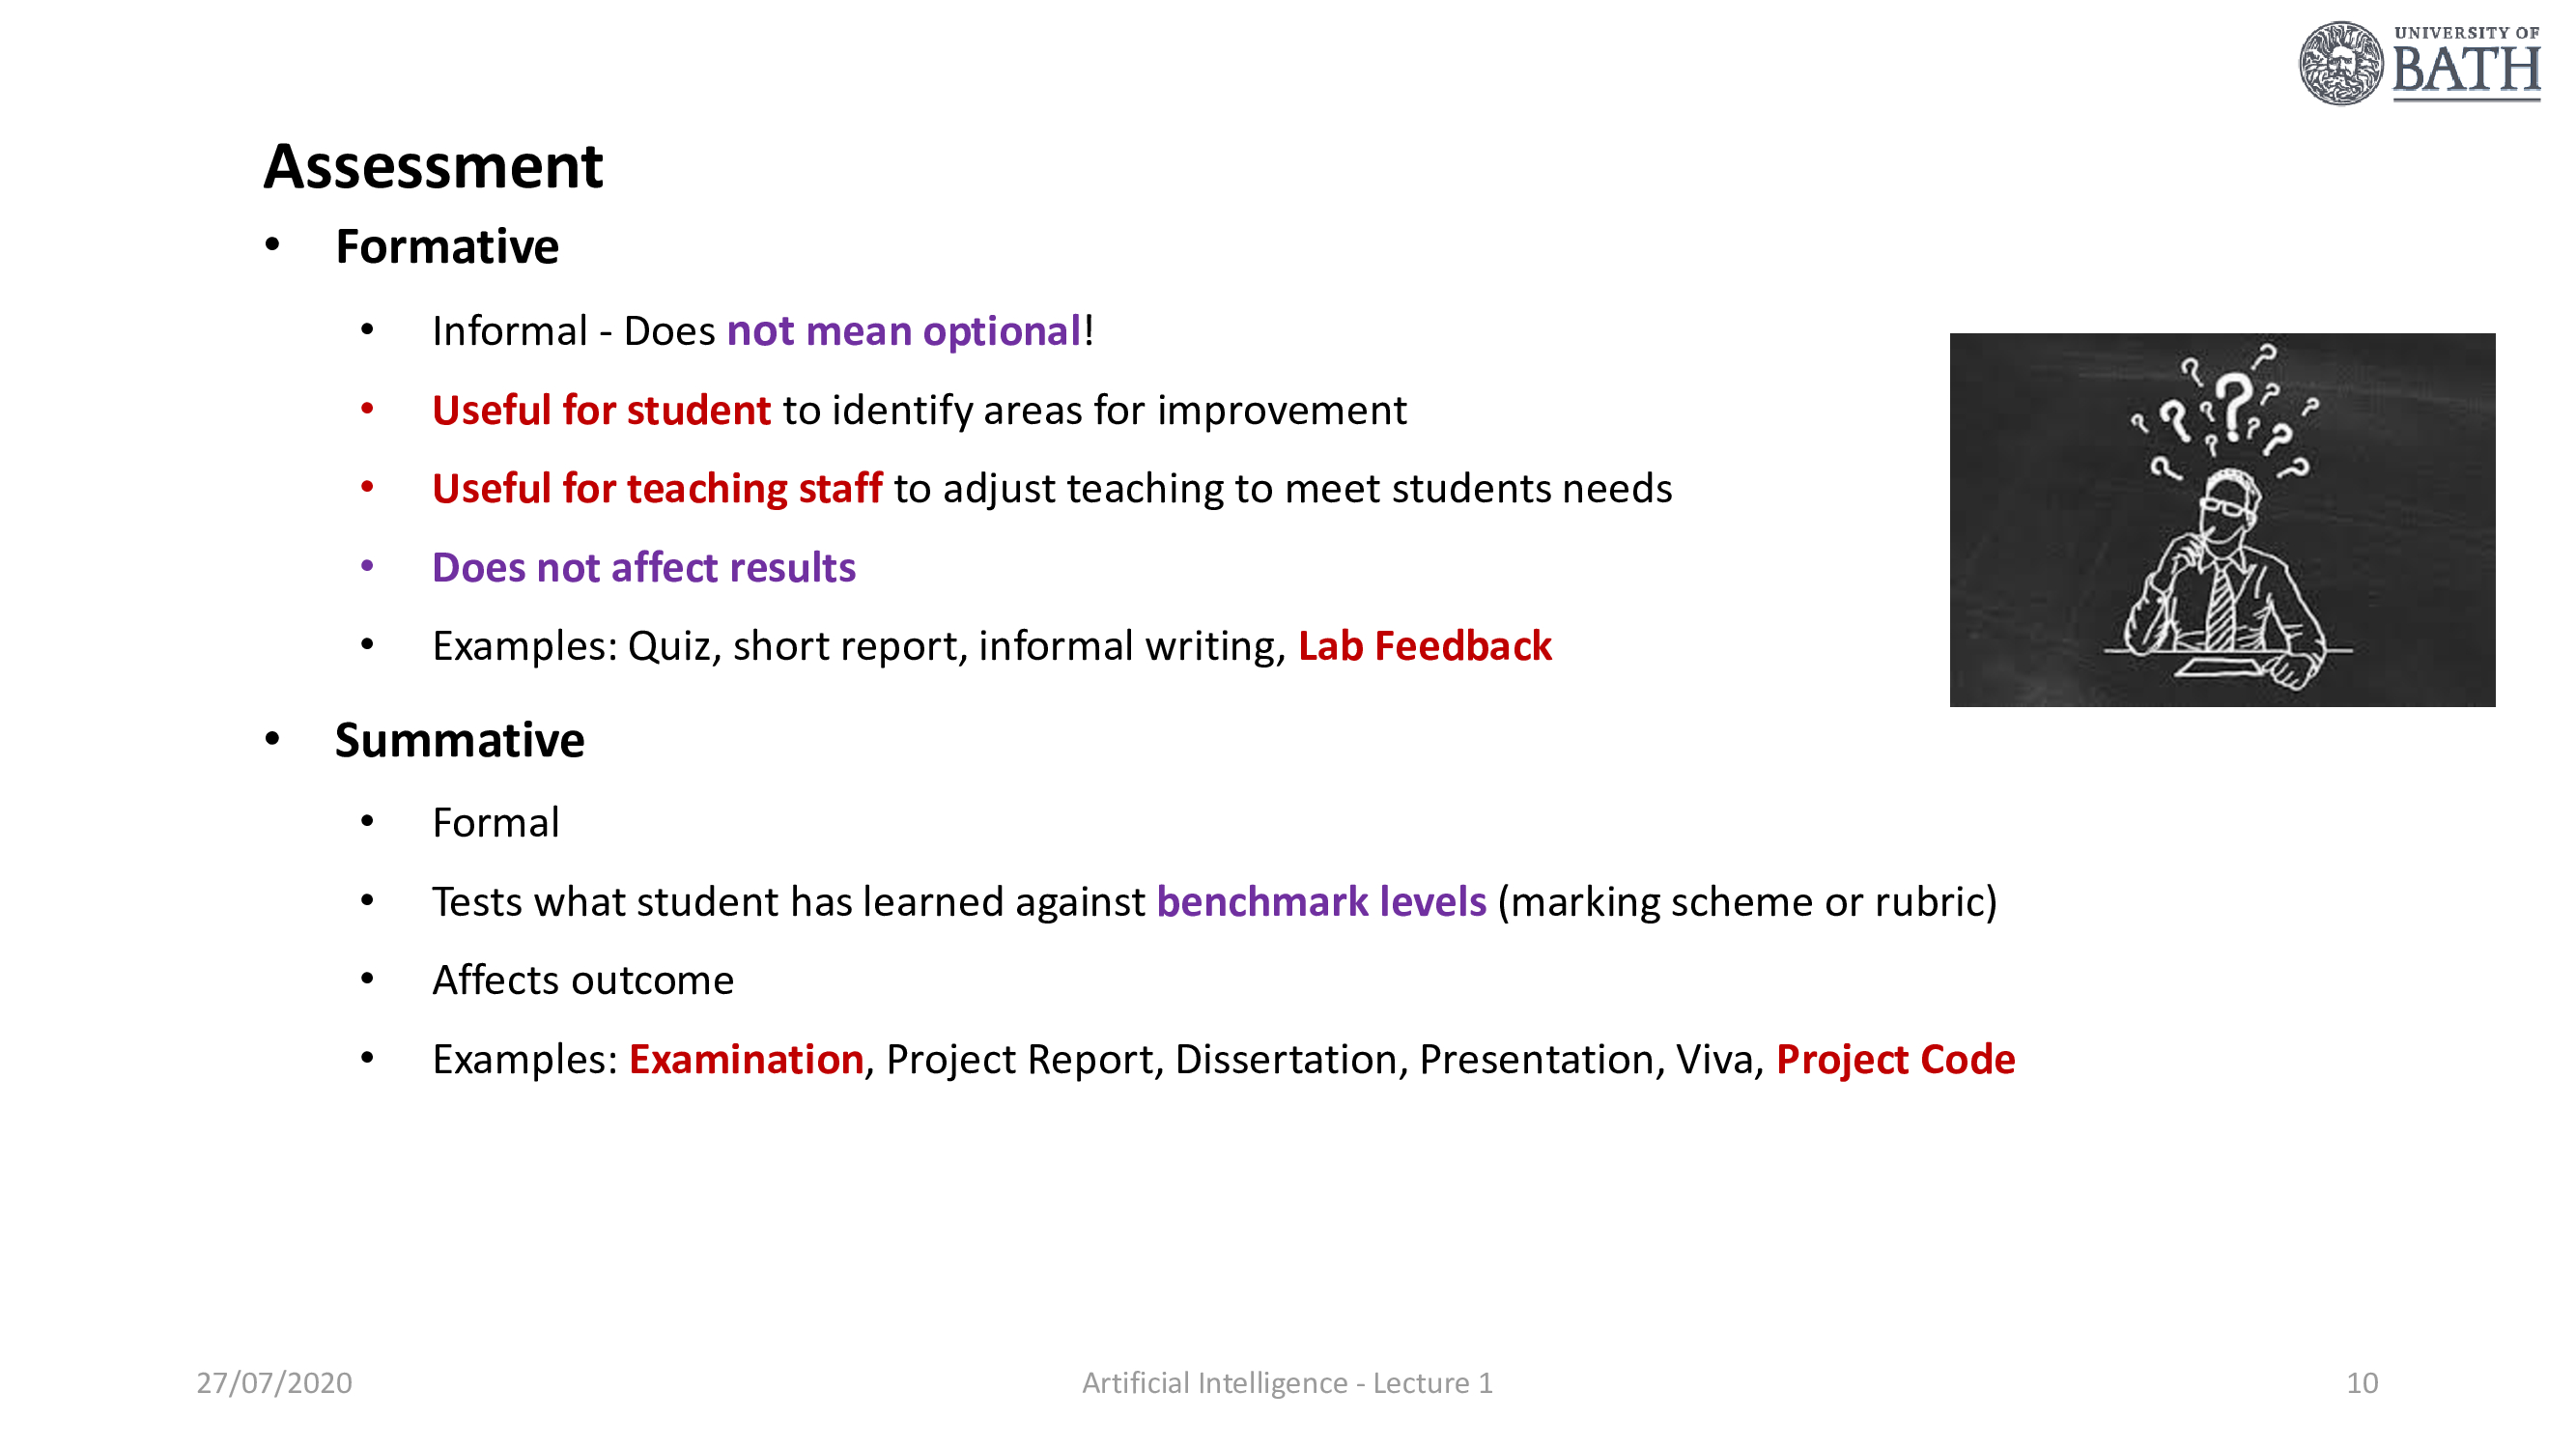 UNIVERSITY OF
BATH
Assessment
• Formative
• Informal - Does not mean optional!
• Useful for student to identify areas for improvement
• Useful for teaching staff to adjust teaching to meet students needs
• Does not affect results
• Examples: Quiz, short report, informal writing, Lab Feedback
• Summative
• Formal
• Tests what student has learned against benchmark levels (marking scheme or rubric)
• Affects outcome
• Examples: Examination, Project Report, Dissertation, Presentation, Viva, Project Code
27/07/2020
Artificial Intelligence - Lecture 1
10